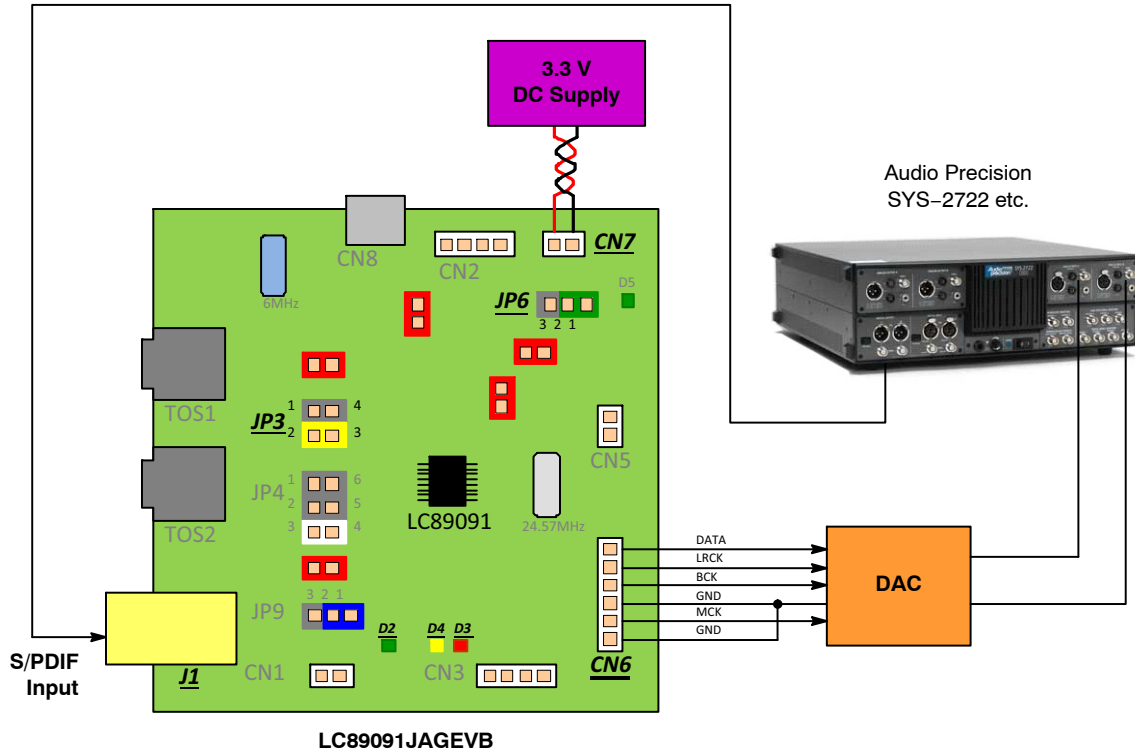 3.3 V
DC Supply
Audio Precision
SYS−2722 etc.
CN8
CN2
CN7
6MHz
JP6
D5
3 2 1
TOS1
1 4
JP3
2 3
CN5
JP4
1 6
2 5
3 4
TOS2
LC89091
24.57MHz
DATA
LRCK
BCK
GND
MCK
GND
DAC
JP9
3 2 1
D2
D4
D3
S/PDIF
Input
J1
CN1
CN3
CN6
LC89091JAGEVB